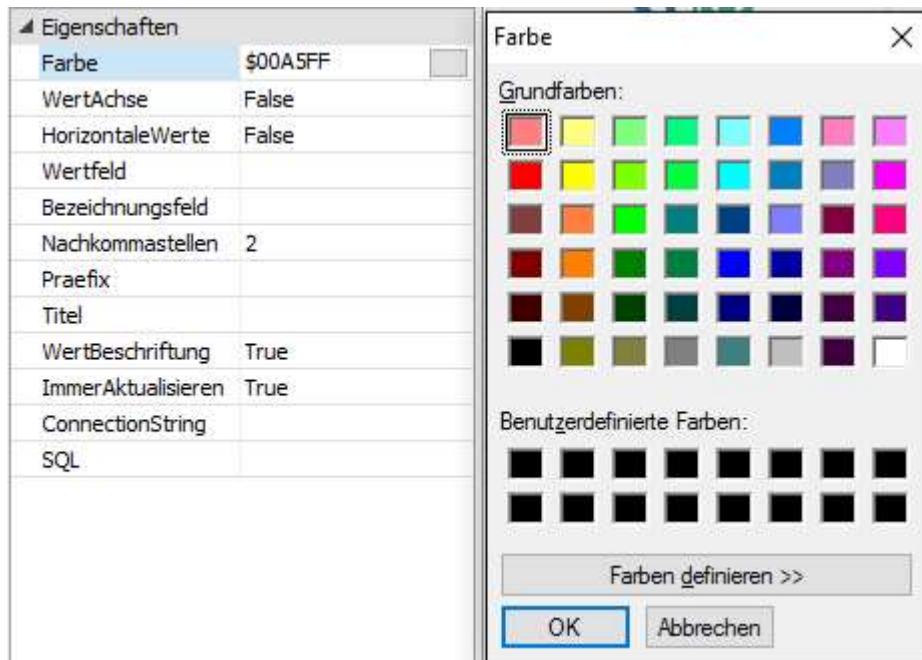 Eigenschaften
Farbe $00A5FF
WertAchse False
HorizontaleWerte False
Wertfeld
Bezeichnungsfeld
Nachkommastellen 2
Praefix
Titel
WertBeschriftung True
ImmerAktualisieren True
ConnectionString
SQL
Farbe
Grundfarben:
Benutzerdefinierte Farben:
Farben definieren >>
OK Abbrechen